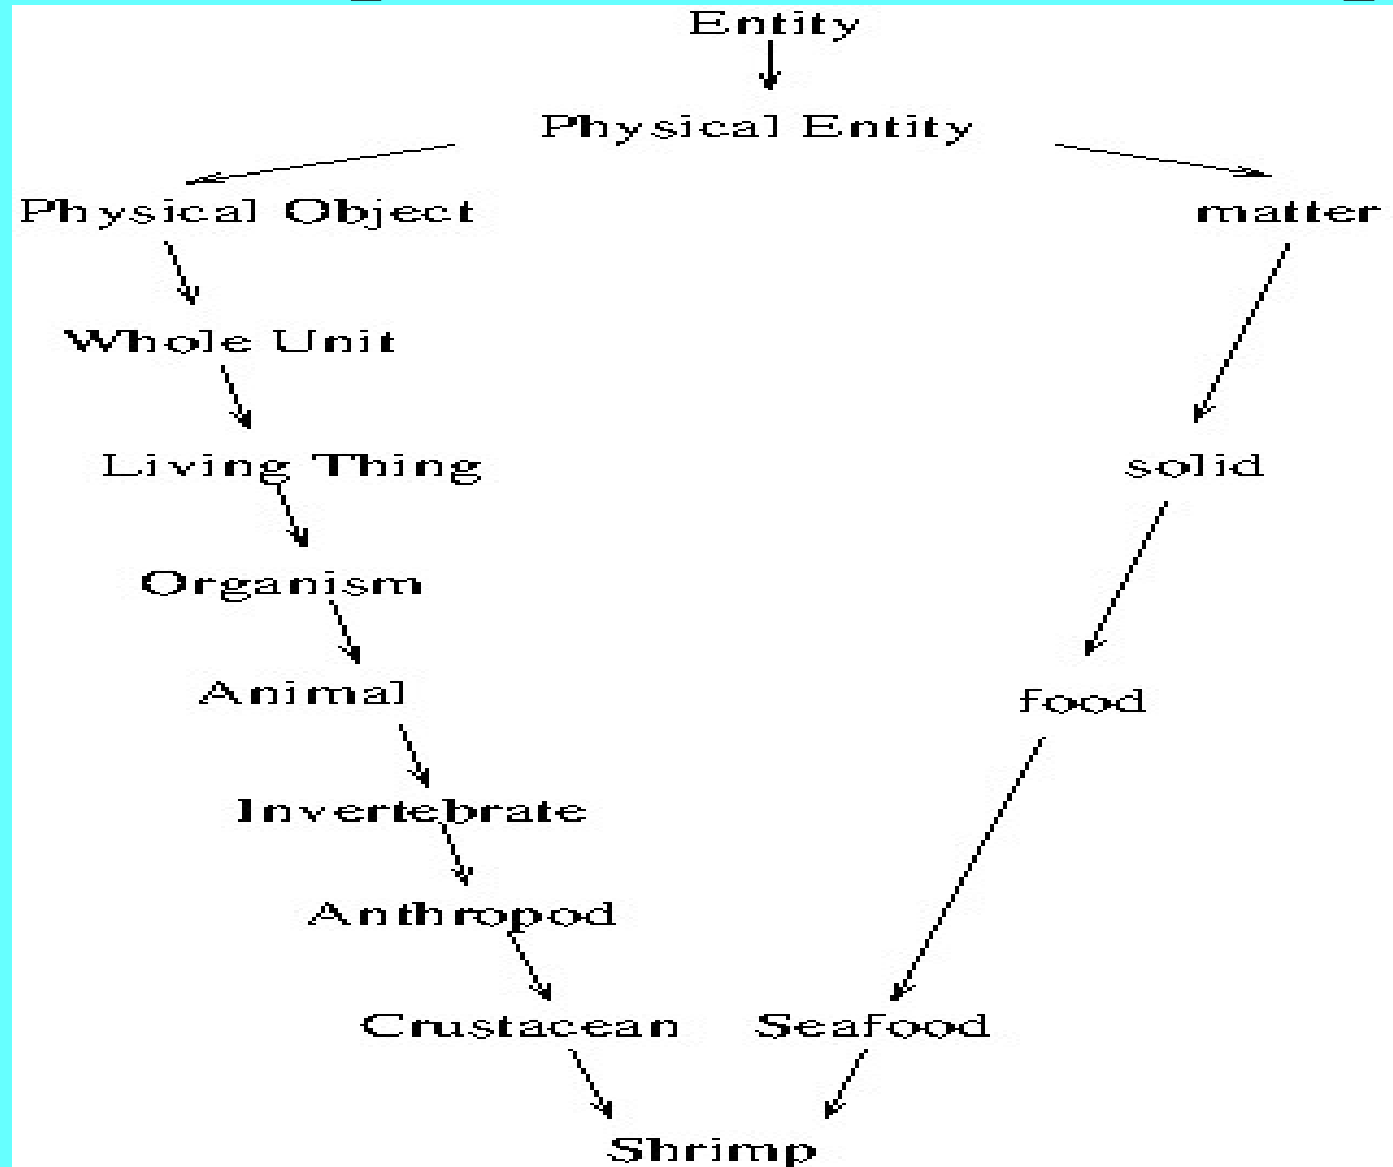 Entity
Physical Entity
Physical Object
matter
Whole Unit
Living Thing
solid
Organism
Animal
food
Invertebrate
Anthropod
Crustacean
Seafood
Shrimp